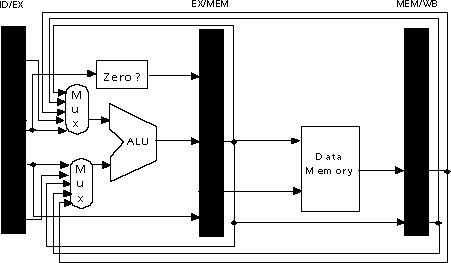 ID/EX
EX/MEM
MEM/WB
Zero ?
M
u
x
ALU
Data
Memory
M
u
x